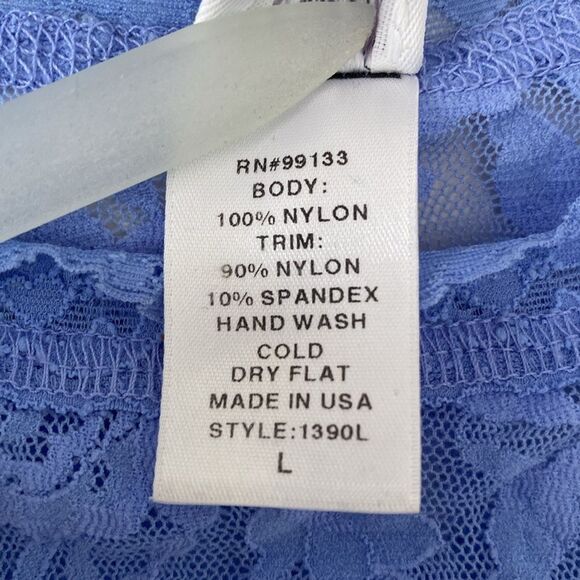 RN#99133
BODY:
100% NYLON
TRIM:
90% NYLON
10% SPANDEX
HAND WASH
COLD
DRY FLAT
MADE IN USA
STYLE:1390L
L